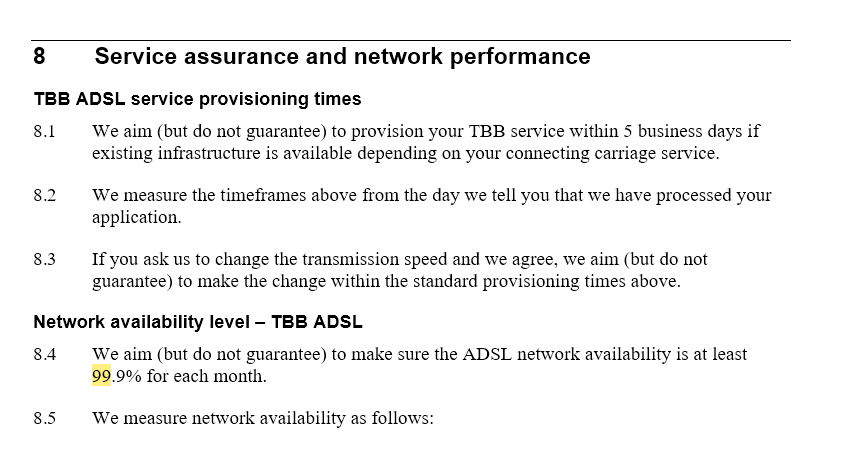 8 Service assurance and network performance
TBB ADSL service provisioning times
8.1 We aim (but do not guarantee) to provision your TBB service within 5 business days if
existing infrastructure is available depending on your connecting carriage service.
8.2 We measure the timeframes above from the day we tell you that we have processed your
application.
8.3 If you ask us to change the transmission speed and we agree, we aim (but do not
guarantee) to make the change within the standard provisioning times above.
Network availability level – TBB ADSL
8.4 We aim (but do not guarantee) to make sure the ADSL network availability is at least
99.9% for each month.
8.5 We measure network availability as follows: